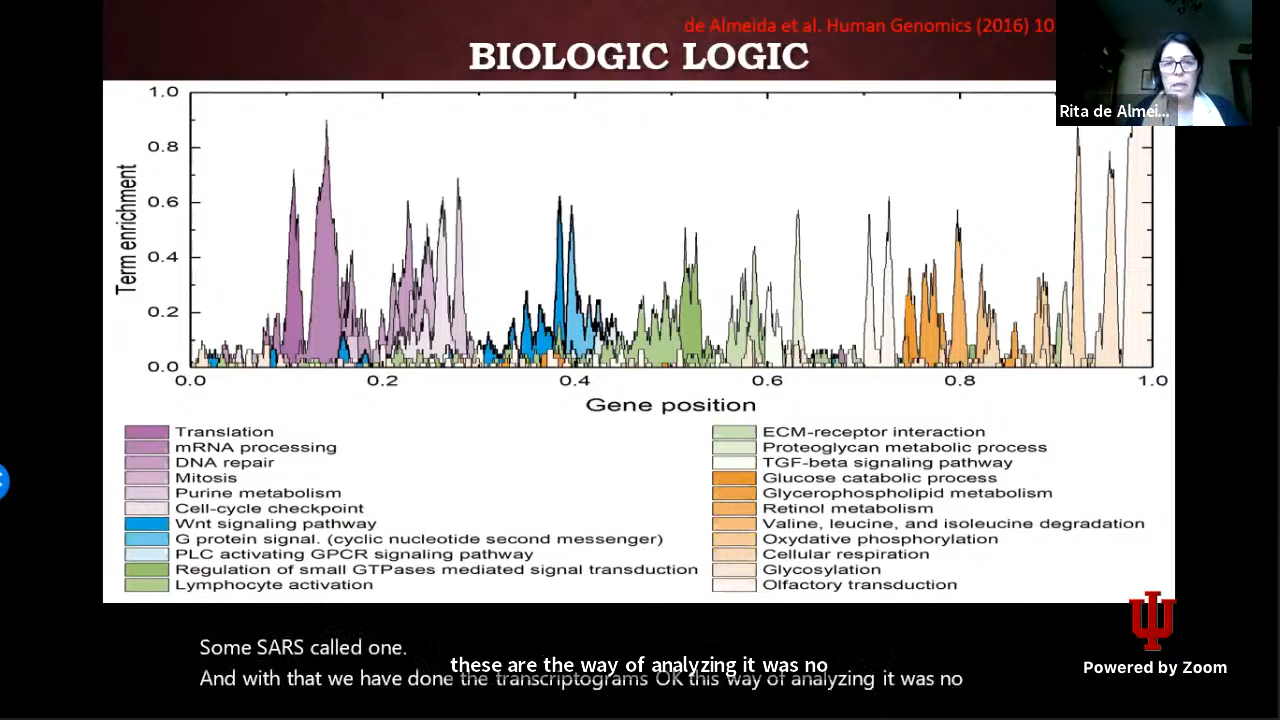 de Almeida et al. Human Genomics (2016) 10
BIOLOGIC LOGIC
Rita de Almei...
1.0
0.8
0.6
0.4
0.2
0.0
Term enrichment
0.0 0.2 0.4 0.6 0.8 1.0
Gene position
Translation
mRNA processing
DNA repair
Mitosis
Purine metabolism
Cell-cycle checkpoint
Wnt signaling pathway
G protein signal. (cyclic nucleotide second messenger)
PLC activating GPCR signaling pathway
Regulation of small GTPases mediated signal transduction
Lymphocyte activation
ECM-receptor interaction
Proteoglycan metabolic process
TGF-beta signaling pathway
Glucose catabolic process
Glycerophospholipid metabolism
Retinol metabolism
Valine, leucine, and isoleucine degradation
Oxydative phosphorylation
Cellular respiration
Glycosylation
Olfactory transduction
Some SARS called one.
these are the way of analyzing it was no
And with that we have done the transcriptograms OK this way of analyzing it was no
Powered by Zoom